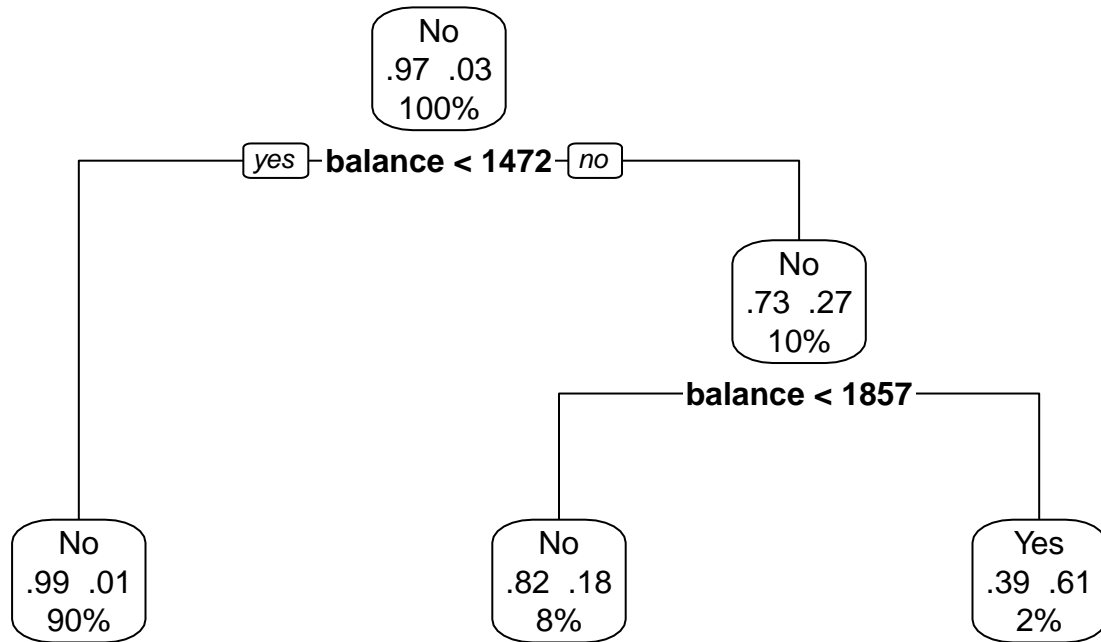 No
.97 .03
100%
yes balance < 1472 no
No
.73 .27
10%
balance < 1857
No
.99 .01
90%
No
.82 .18
8%
Yes
.39 .61
2%